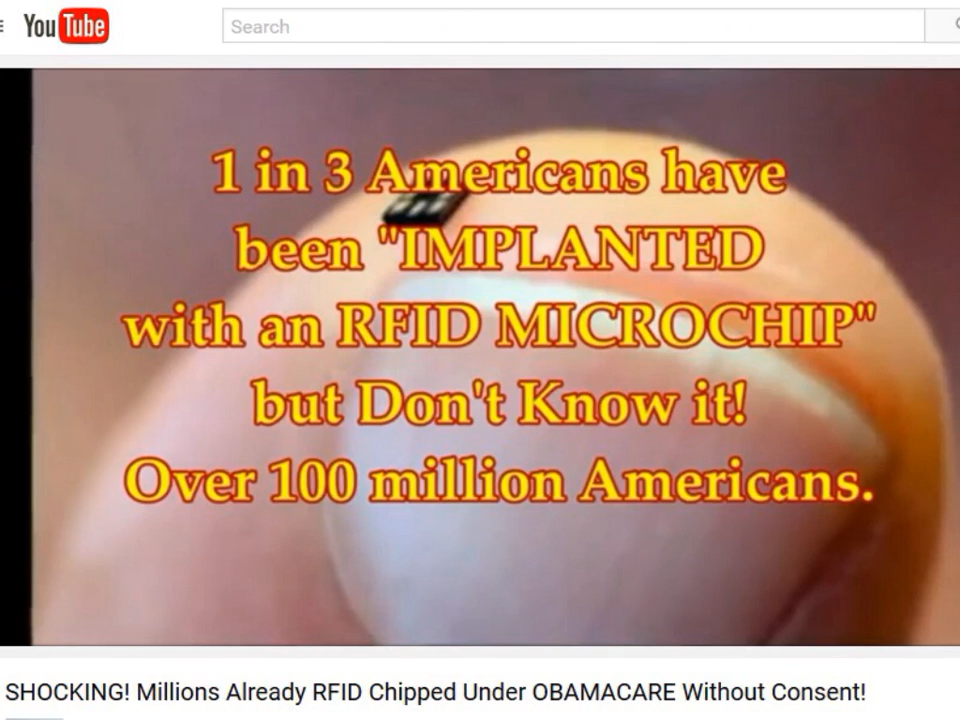 YouTube
Search
1 in 3 Americans have
been "IMPLANTED
with an RFID MICROCHIP"
but Don't Know it!
Over 100 million Americans.
SHOCKING! Millions Already RFID Chipped Under OBAMACARE Without Consent!